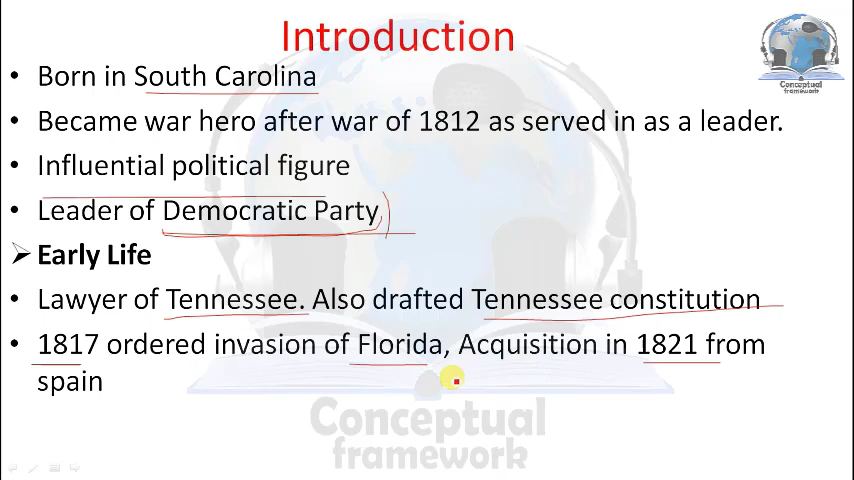 Introduction
Conceptual
framework
• Born in South Carolina
• Became war hero after war of 1812 as served in as a leader.
• Influential political figure
• Leader of Democratic Party
➢ Early Life
• Lawyer of Tennessee. Also drafted Tennessee constitution
• 1817 ordered invasion of Florida, Acquisition in 1821 from
spain
Conceptual
framework